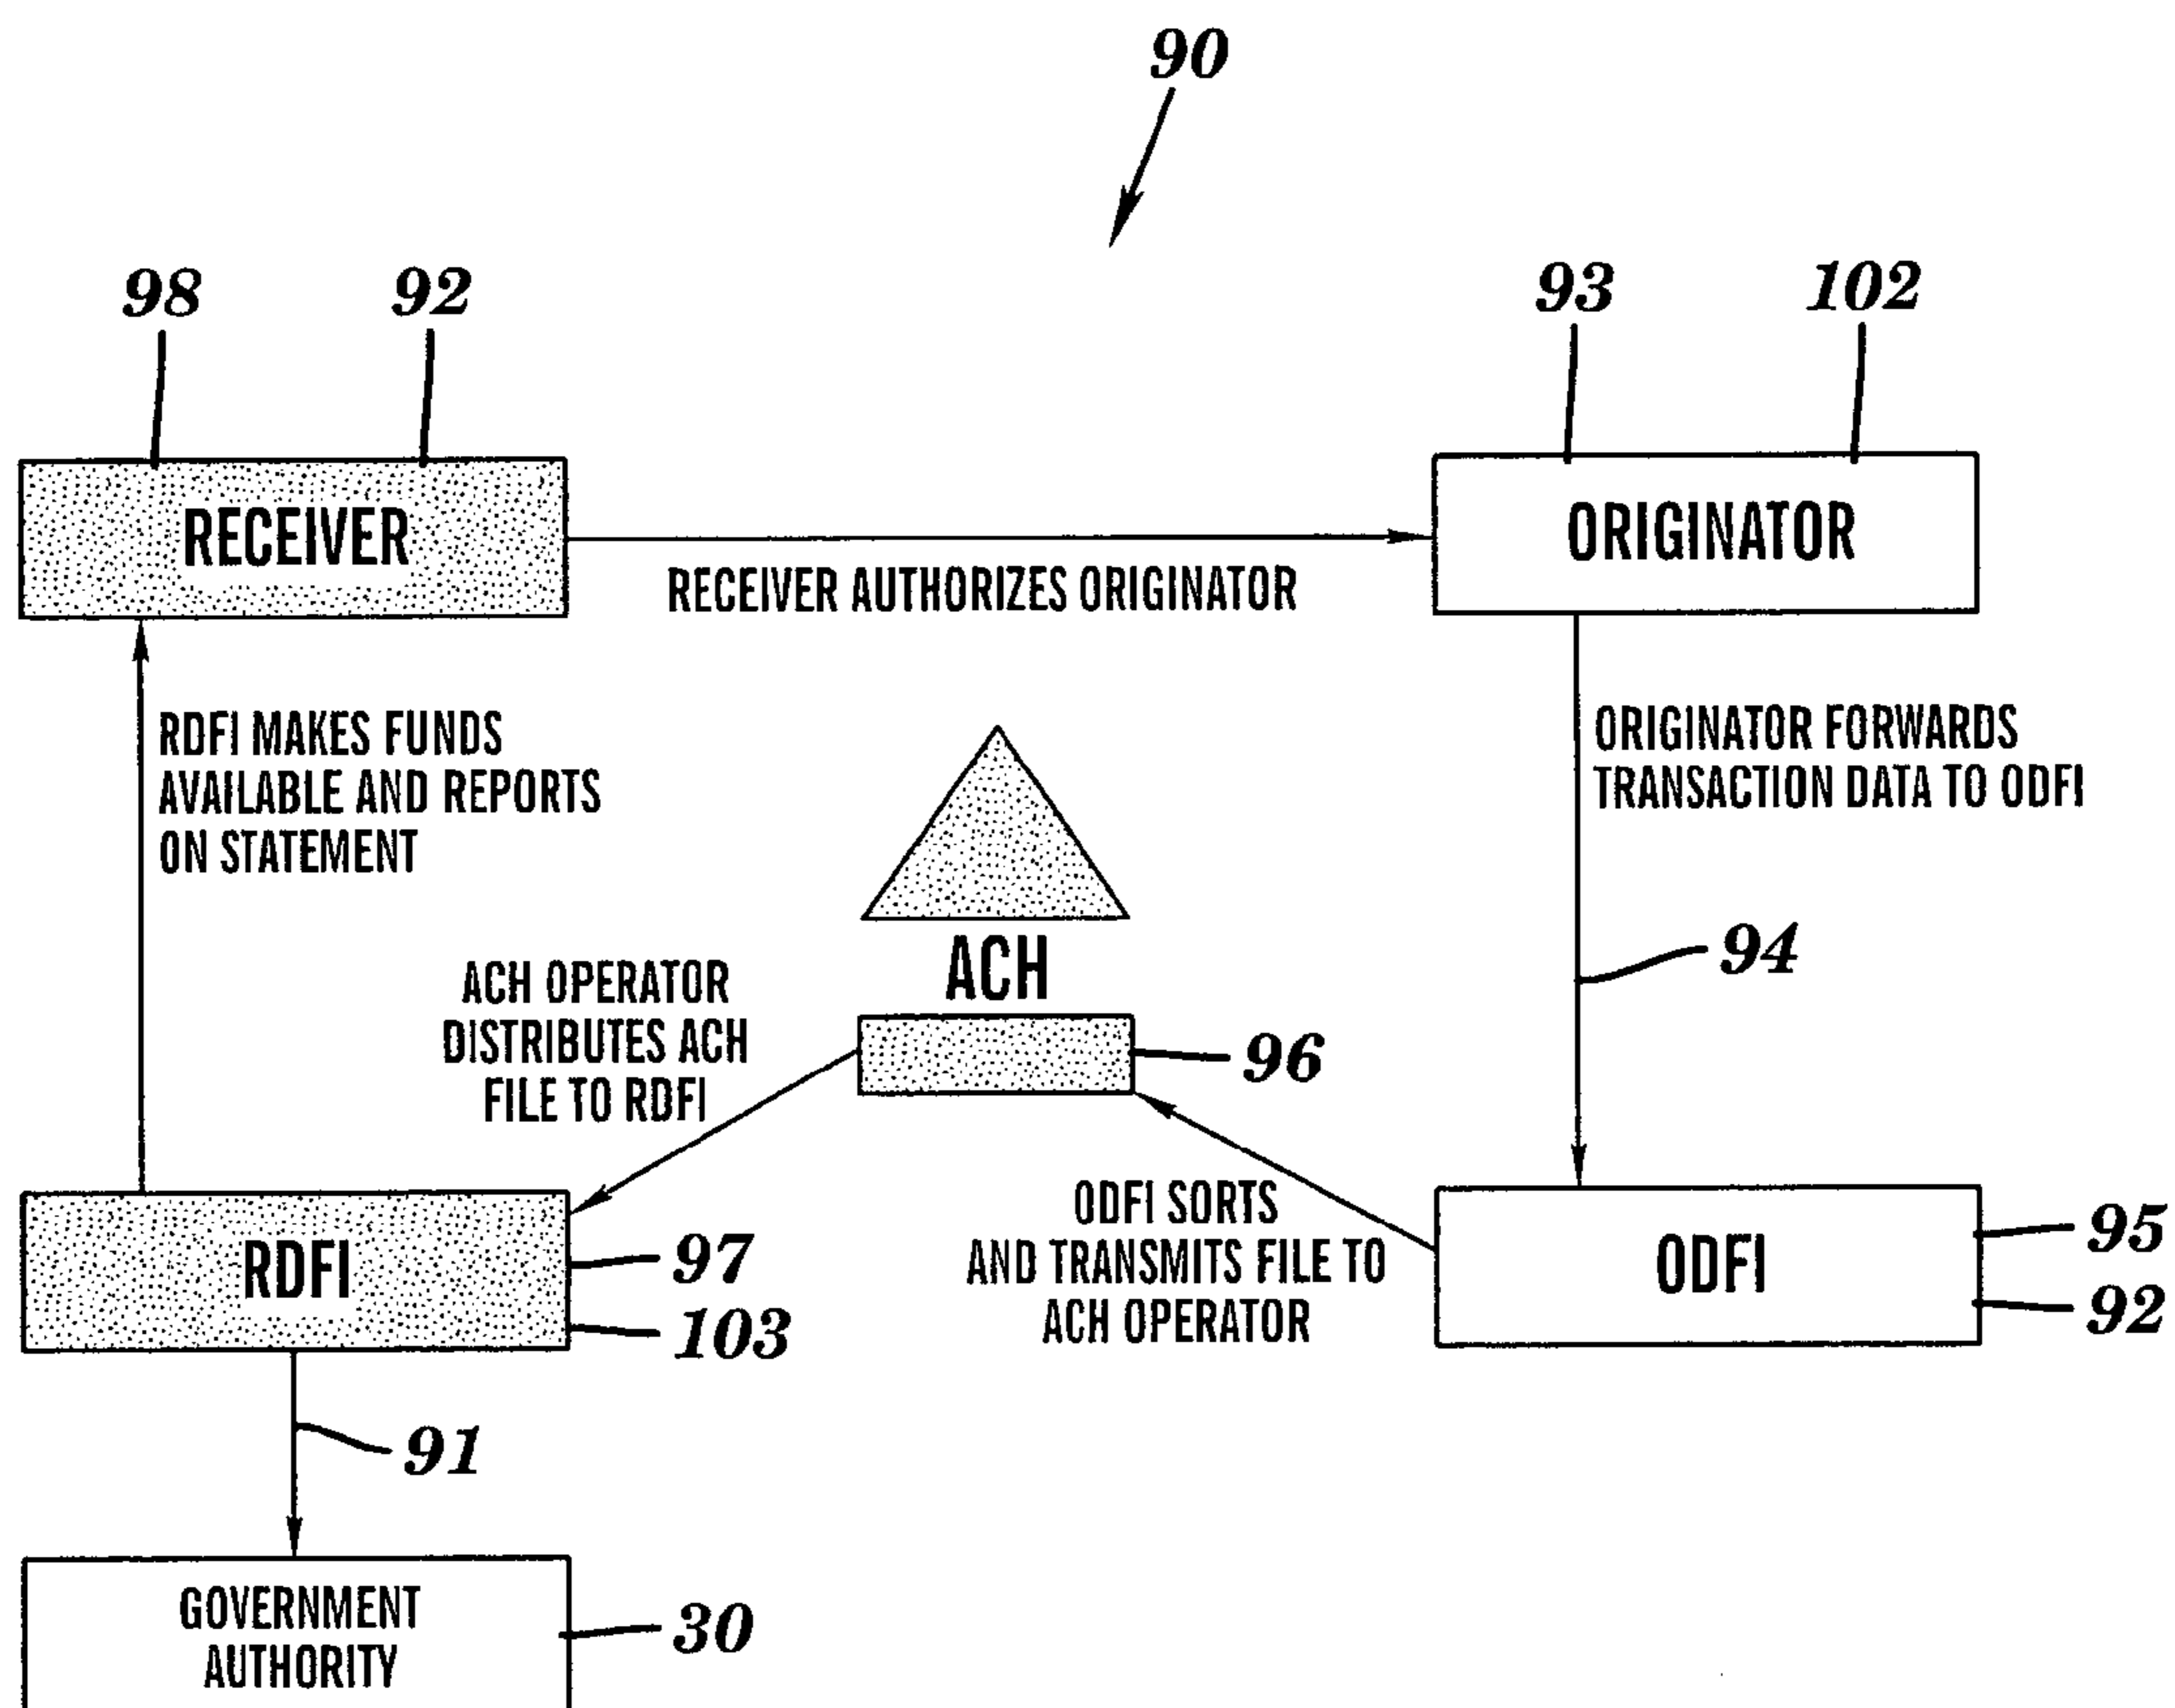 90
98
92
93
102
RECEIVER
ORIGINATOR
RECEIVER AUTHORIZES ORIGINATOR
RDFI MAKES FUNDS
AVAILABLE AND REPORTS
ON STATEMENT
ORIGINATOR FORWARDS
TRANSACTION DATA TO ODFI
94
ACH
96
ACH OPERATOR
DISTRIBUTES ACH
FILE TO RDFI
ODFI SORTS
AND TRANSMITS FILE TO
ACH OPERATOR
RDFI
97
103
ODFI
95
92
91
GOVERNMENT
AUTHORITY
30